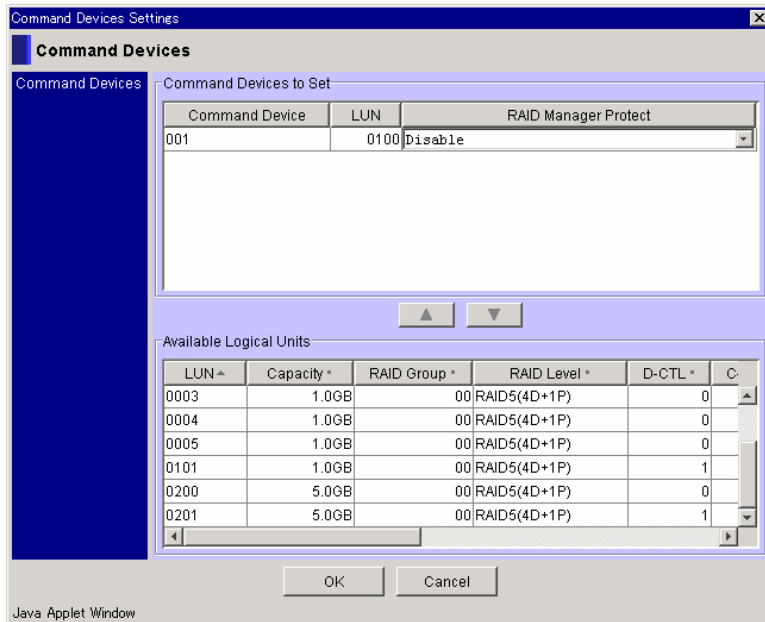 Command Devices Settings
Command Devices
Command Devices
Command Devices to Set
Command Device LUN RAID Manager Protect
001 0100 Disable
Available Logical Units
LUN Capacity RAID Group RAID Level D-CTL C-
0003 1.0GB 00 RAID5(4D+1P) 0
0004 1.0GB 00 RAID5(4D+1P) 0
0005 1.0GB 00 RAID5(4D+1P) 0
0101 1.0GB 00 RAID5(4D+1P) 1
0200 5.0GB 00 RAID5(4D+1P) 0
0201 5.0GB 00 RAID5(4D+1P) 1
OK Cancel
Java Applet Window